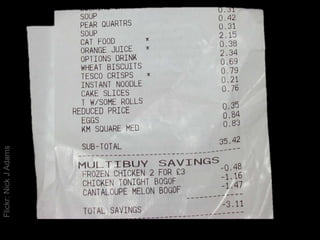 SOUP 0.31
PEAR QUARTRS 0.42
SOUP 0.31
CAT FOOD * 2.15
ORANGE JUICE * 0.38
OPTIONS DRINK 2.34
WHEAT BISCUITS 0.69
TESCO CRISPS * 0.79
INSTANT NOODLE 0.21
CAKE SLICES 0.76
T W/SOME ROLLS
REDUCED PRICE 0.35
EGGS 0.84
KM SQUARE MED 0.83
SUB-TOTAL 35.42
MULTIBUY SAVINGS
FROZEN CHICKEN 2 FOR £3 -0.48
CHICKEN TONIGHT BOGOF -1.16
CANTALOUPE MELON BOGOF -1.47
TOTAL SAVINGS -3.11
Flickr: Nick J Adams